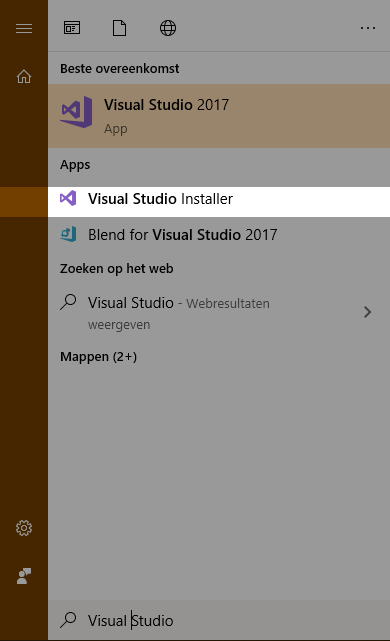 Beste overeenkomst
Visual Studio 2017
App
Apps
Visual Studio Installer
Blend for Visual Studio 2017
Zoeken op het web
Visual Studio - Webresultaten
weergeven
Mappen (2+)
Visual Studio